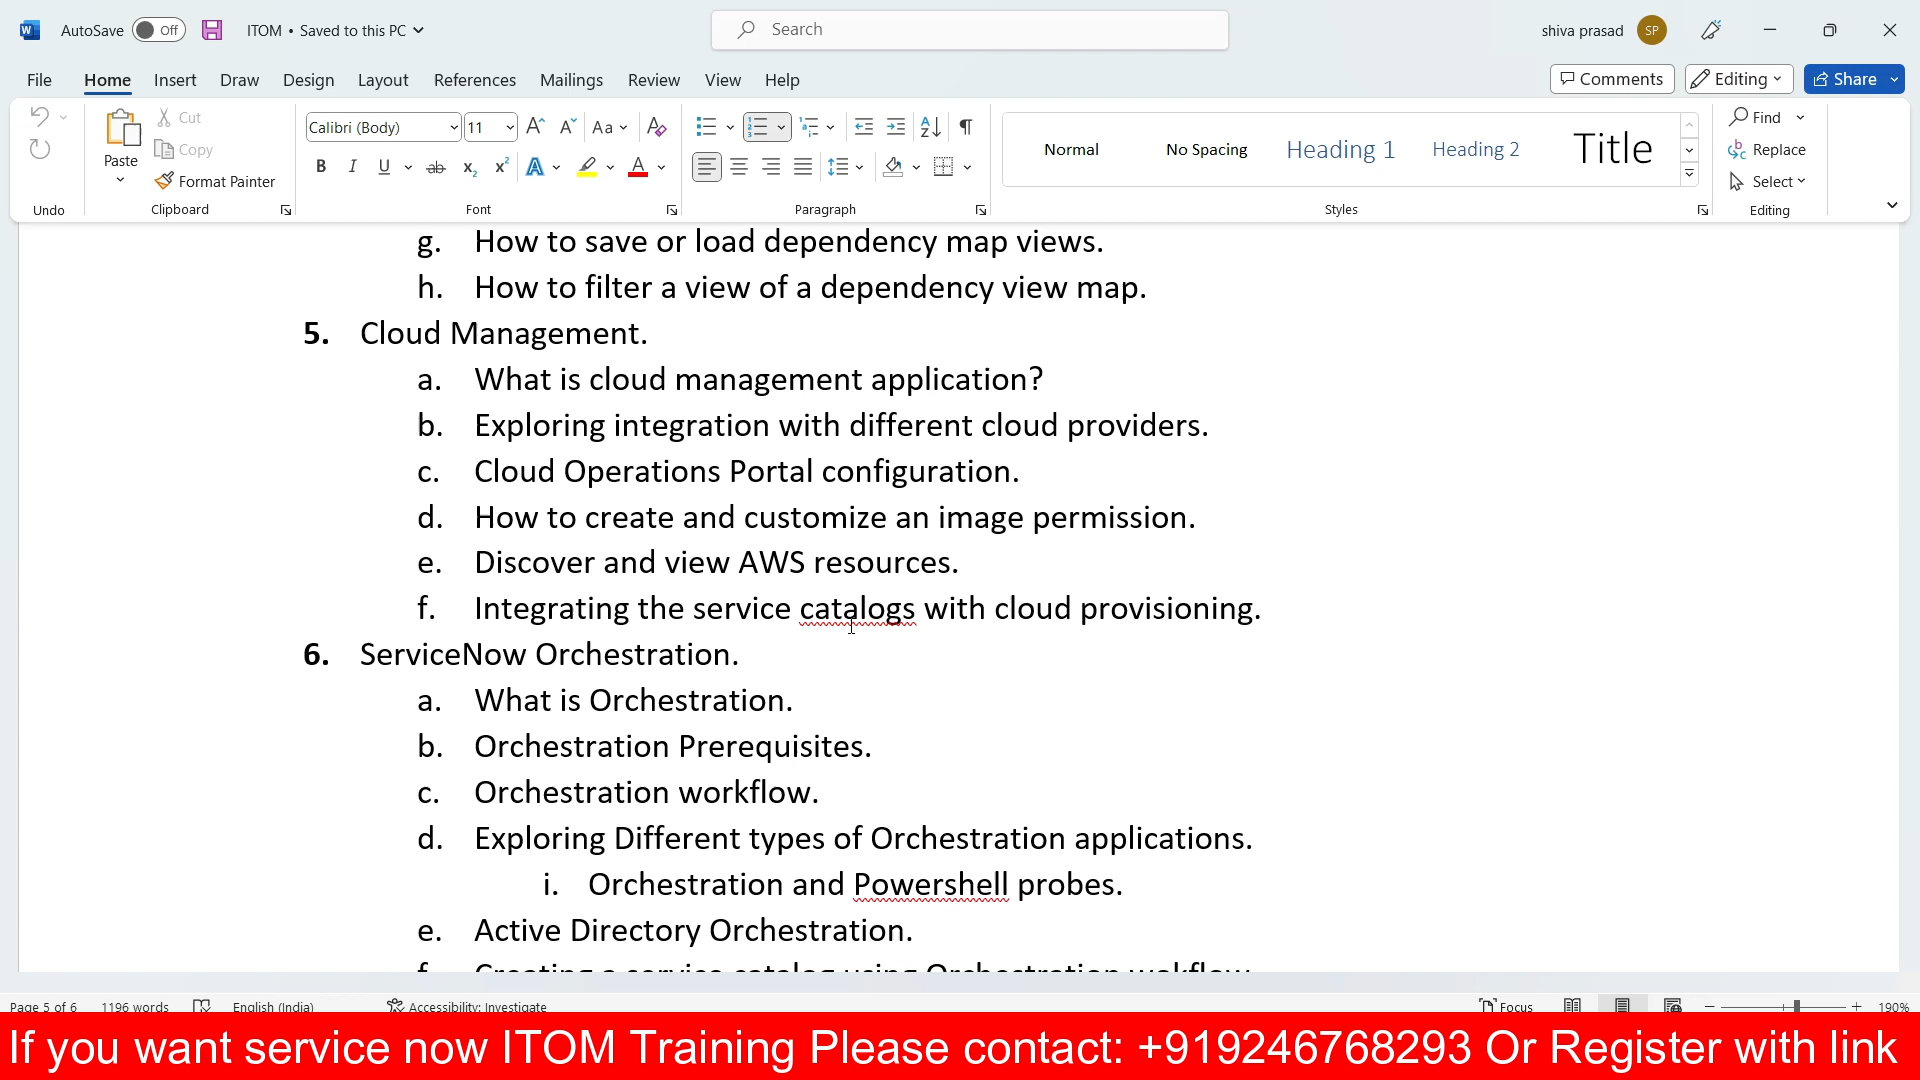 AutoSave Off ITOM • Saved to this PC Search shiva prasad SP
File Home Insert Draw Design Layout References Mailings Review View Help Comments Editing Share
Paste Cut Copy Format Painter Calibri (Body) 11 Normal No Spacing Heading 1 Heading 2 Title Find Replace Select
Undo Clipboard Font Paragraph Styles Editing
g. How to save or load dependency map views.
h. How to filter a view of a dependency view map.
5. Cloud Management.
a. What is cloud management application?
b. Exploring integration with different cloud providers.
c. Cloud Operations Portal configuration.
d. How to create and customize an image permission.
e. Discover and view AWS resources.
f. Integrating the service catalogs with cloud provisioning.
6. ServiceNow Orchestration.
a. What is Orchestration.
b. Orchestration Prerequisites.
c. Orchestration workflow.
d. Exploring Different types of Orchestration applications.
i. Orchestration and Powershell probes.
e. Active Directory Orchestration.
f. Creating a service catalog using Orchestration workflow.
Page 5 of 6 1196 words English (India) Accessibility: Investigate Focus 190%
If you want service now ITOM Training Please contact: +919246768293 Or Register with link